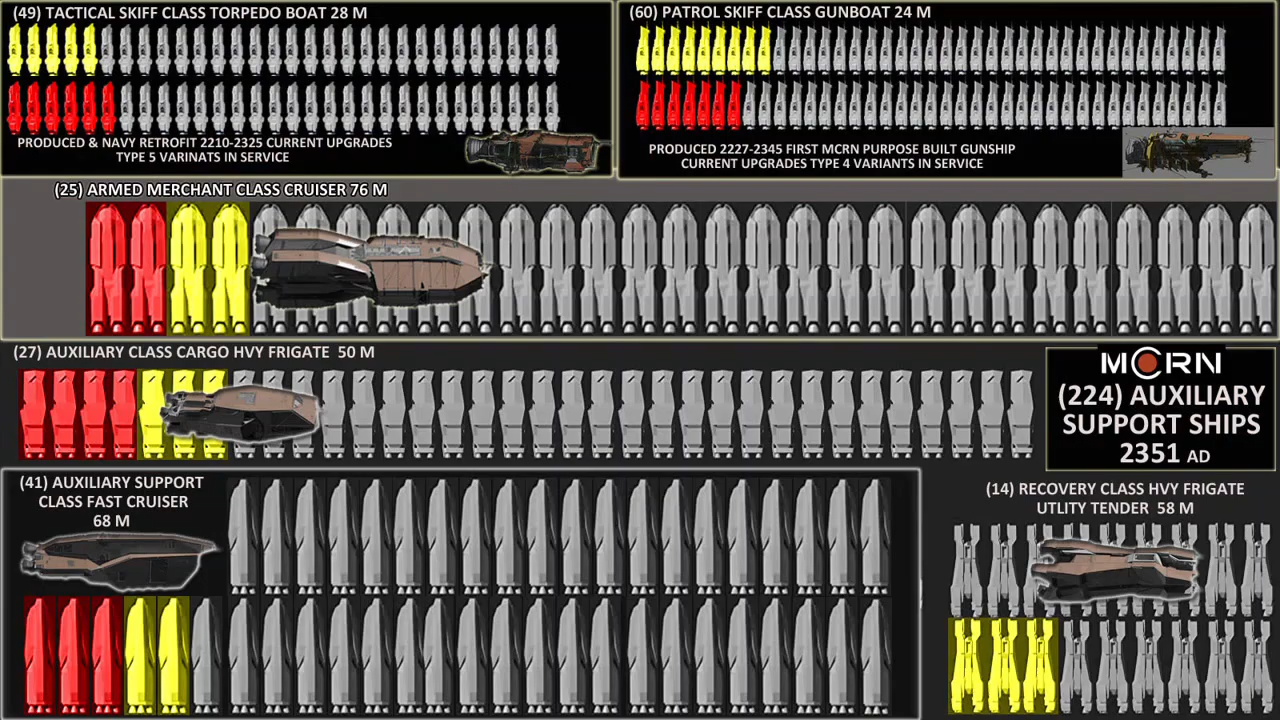 (49) TACTICAL SKIFF CLASS TORPEDO BOAT 28 M
PRODUCED & NAVY RETROFIT 2210-2325 CURRENT UPGRADES
TYPE 5 VARINATS IN SERVICE
(60) PATROL SKIFF CLASS GUNBOAT 24 M
PRODUCED 2227-2345 FIRST MCRN PURPOSE BUILT GUNSHIP
CURRENT UPGRADES TYPE 4 VARIANTS IN SERVICE
(25) ARMED MERCHANT CLASS CRUISER 76 M
(27) AUXILIARY CLASS CARGO HVY FRIGATE 50 M
MCRN
(224) AUXILIARY
SUPPORT SHIPS
2351 AD
(41) AUXILIARY SUPPORT
CLASS FAST CRUISER
68 M
(14) RECOVERY CLASS HVY FRIGATE
UTLITY TENDER 58 M